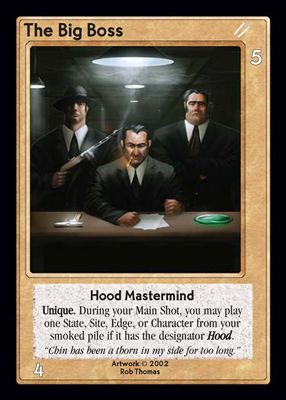 The Big Boss
5
Hood Mastermind
Unique. During your Main Shot, you may play
one State, Site, Edge, or Character from your
smoked pile if it has the designator Hood.
"Chin has been a thorn in my side for too long."
Artwork © 2002
Rob Thomas
4